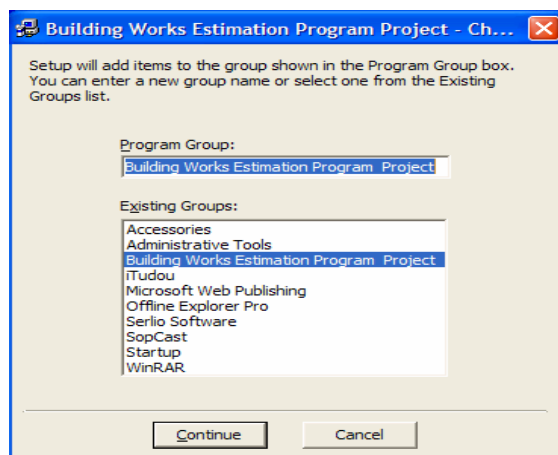 Building Works Estimation Program Project - Ch...
Setup will add items to the group shown in the Program Group box.
You can enter a new group name or select one from the Existing
Groups list.
Program Group:
Building Works Estimation Program  Project
Existing Groups:
Accessories
Administrative Tools
Building Works Estimation Program  Project
iTudou
Microsoft Web Publishing
Offline Explorer Pro
Serlio Software
SopCast
Startup
WinRAR
Continue
Cancel